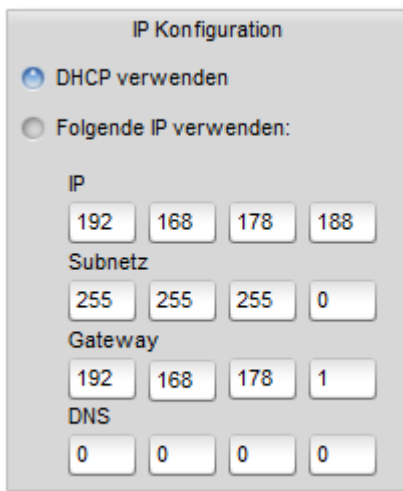 IP Konfiguration
DHCP verwenden
Folgende IP verwenden:
IP
192 168 178 188
Subnetz
255 255 255 0
Gateway
192 168 178 1
DNS
0 0 0 0